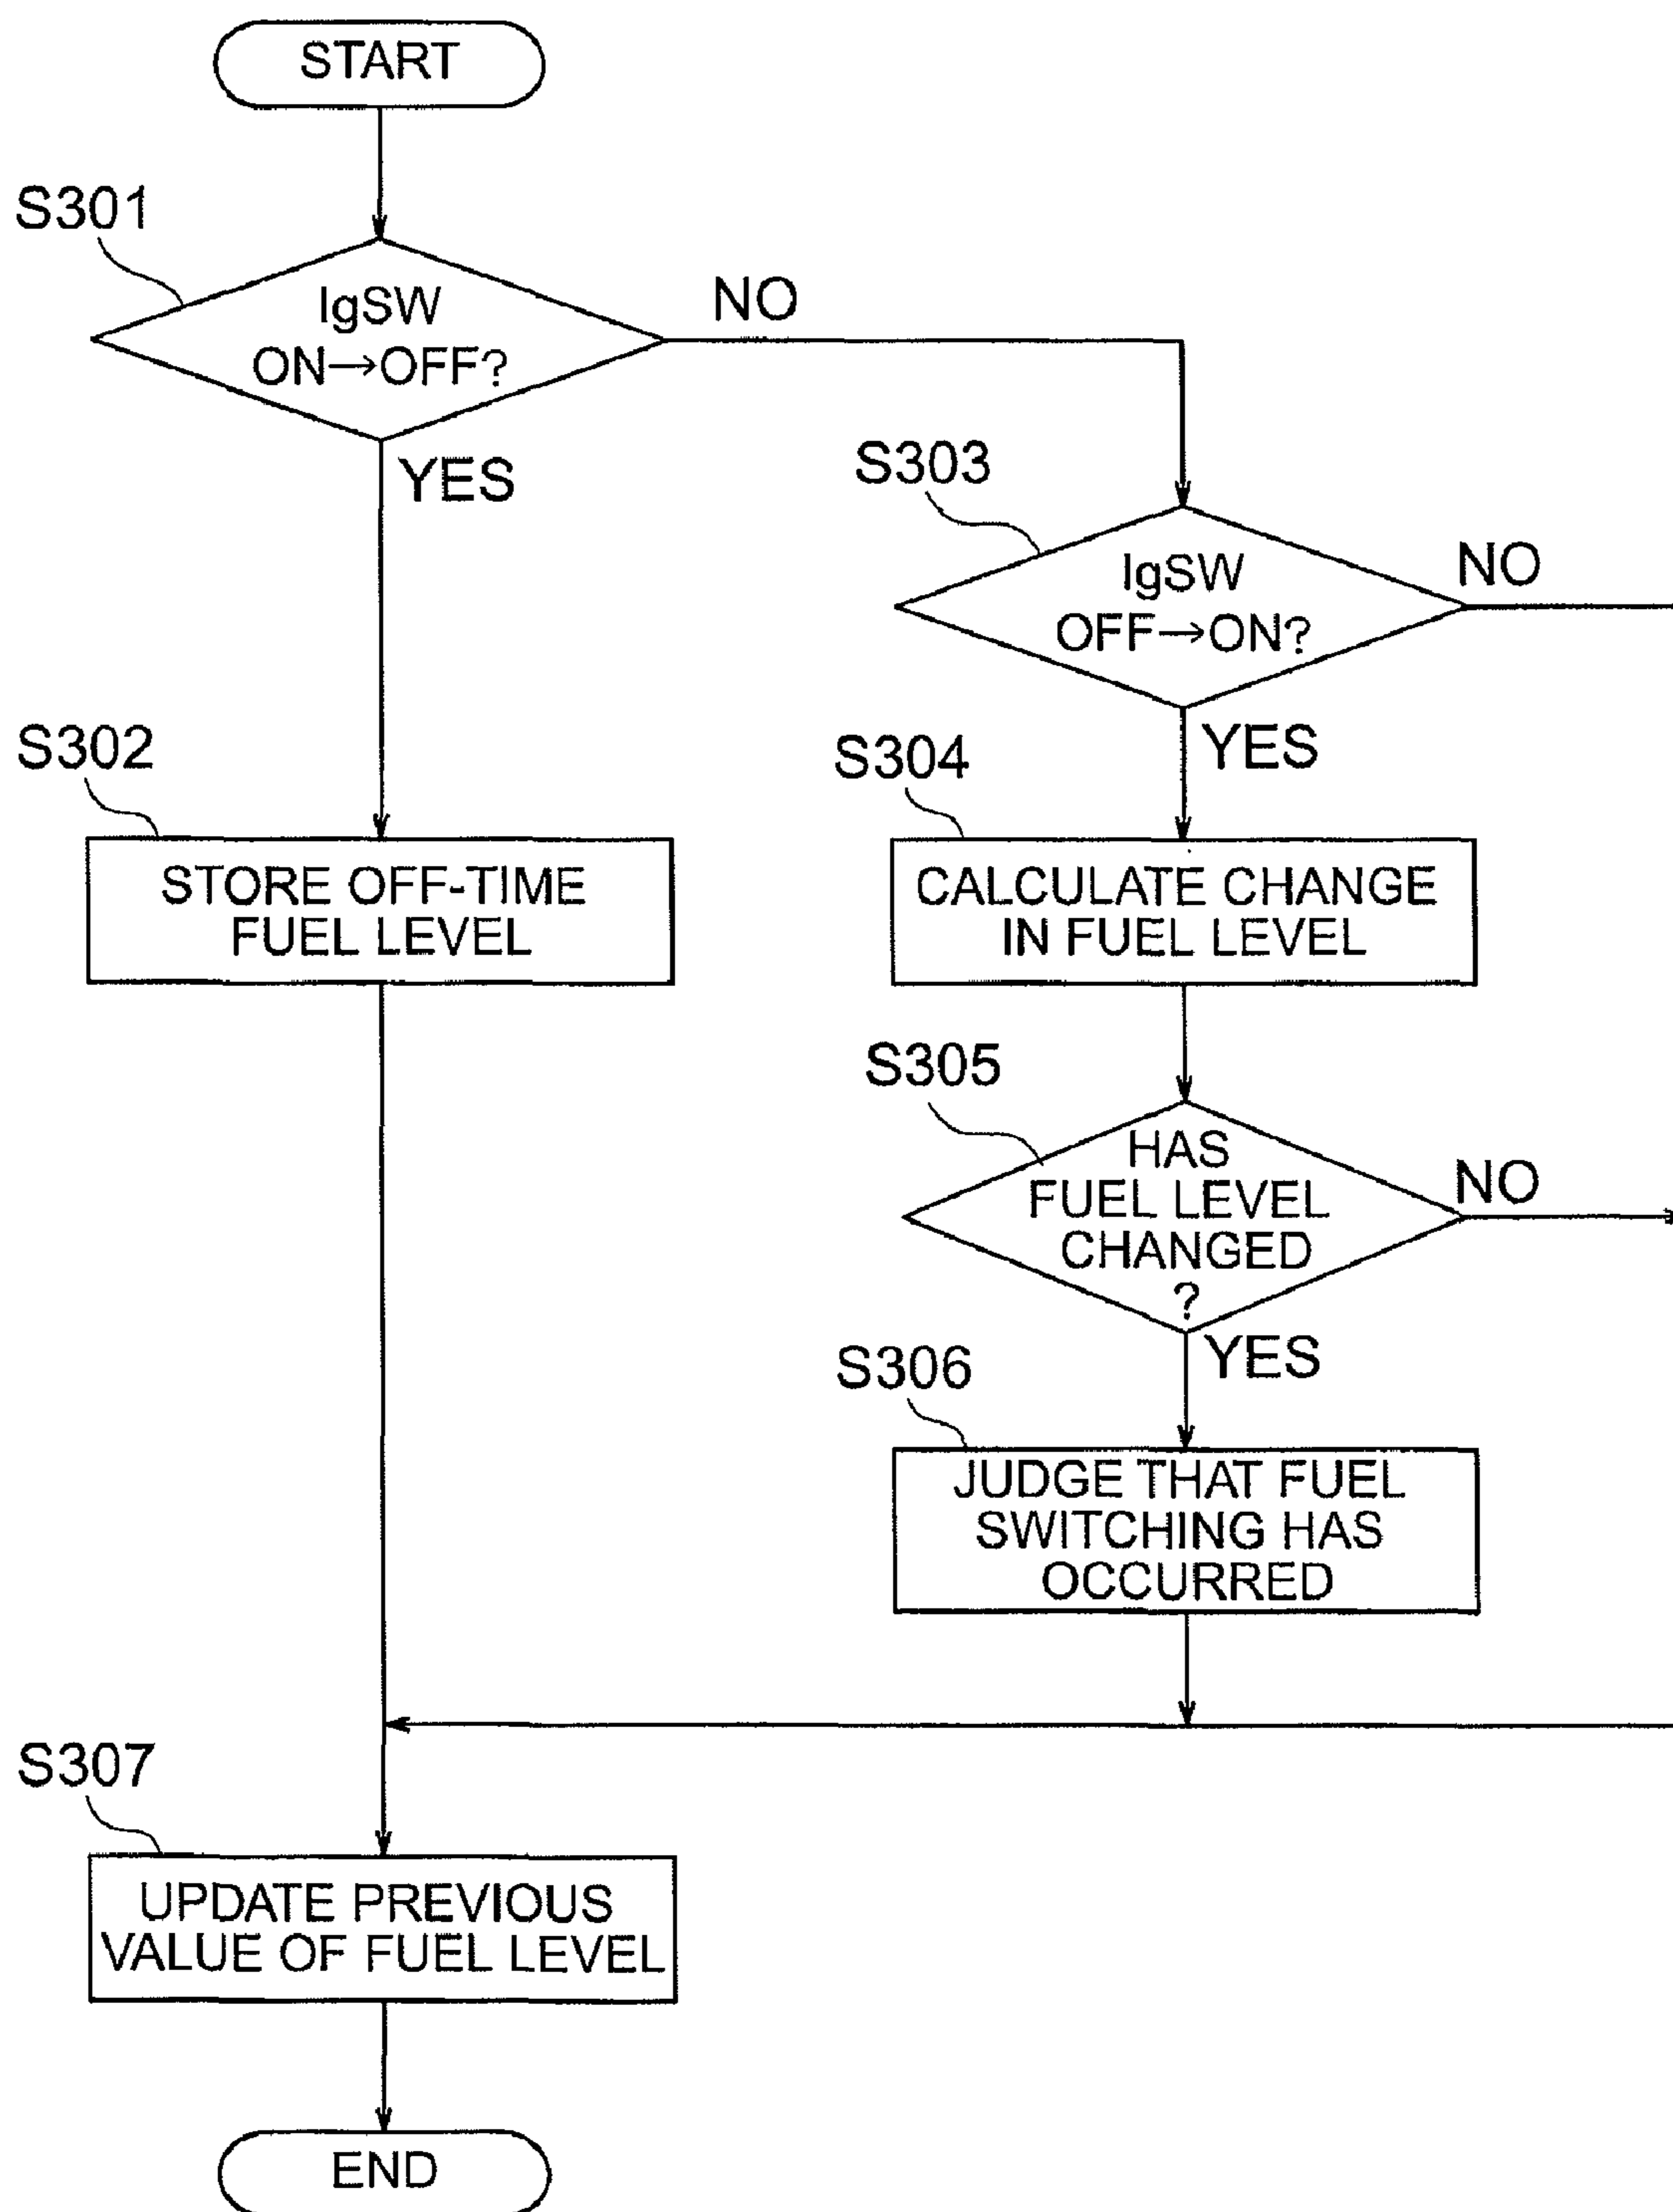 START
S301
IgSW
ON→OFF?
NO
YES
S303
IgSW
OFF→ON?
NO
YES
S302
STORE OFF-TIME
FUEL LEVEL
S304
CALCULATE CHANGE
IN FUEL LEVEL
S305
HAS
FUEL LEVEL
CHANGED
?
NO
YES
S306
JUDGE THAT FUEL
SWITCHING HAS
OCCURRED
S307
UPDATE PREVIOUS
VALUE OF FUEL LEVEL
END